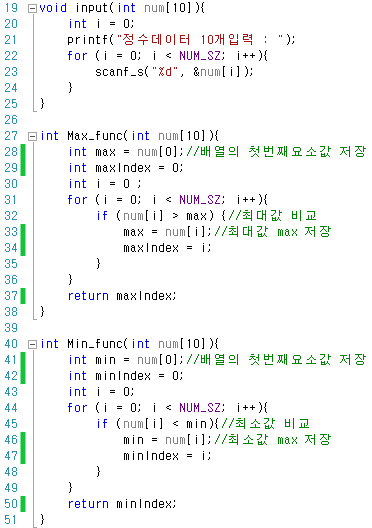 19 void input(int num[10]){
20 int i = 0;
21 printf("정수데이터 10개입력 : ");
22 for (i = 0; i < NUM_SZ; i++){
23 scanf_s("%d", &num[i]);
24 }
25 }
26
27 int Max_func(int num[10]){
28 int max = num[0];//배열의 첫번째요소값 저장
29 int maxIndex = 0;
30 int i = 0 ;
31 for (i = 0; i < NUM_SZ; i++){
32 if (num[i] > max) {//최대값 비교
33 max = num[i];//최대값 max 저장
34 maxIndex = i;
35 }
36 }
37 return maxIndex;
38 }
39
40 int Min_func(int num[10]){
41 int min = num[0];//배열의 첫번째요소값 저장
42 int minIndex = 0;
43 int i = 0;
44 for (i = 0; i < NUM_SZ; i++){
45 if (num[i] < min){//최소값 비교
46 min = num[i];//최소값 max 저장
47 minIndex = i;
48 }
49 }
50 return minIndex;
51 }